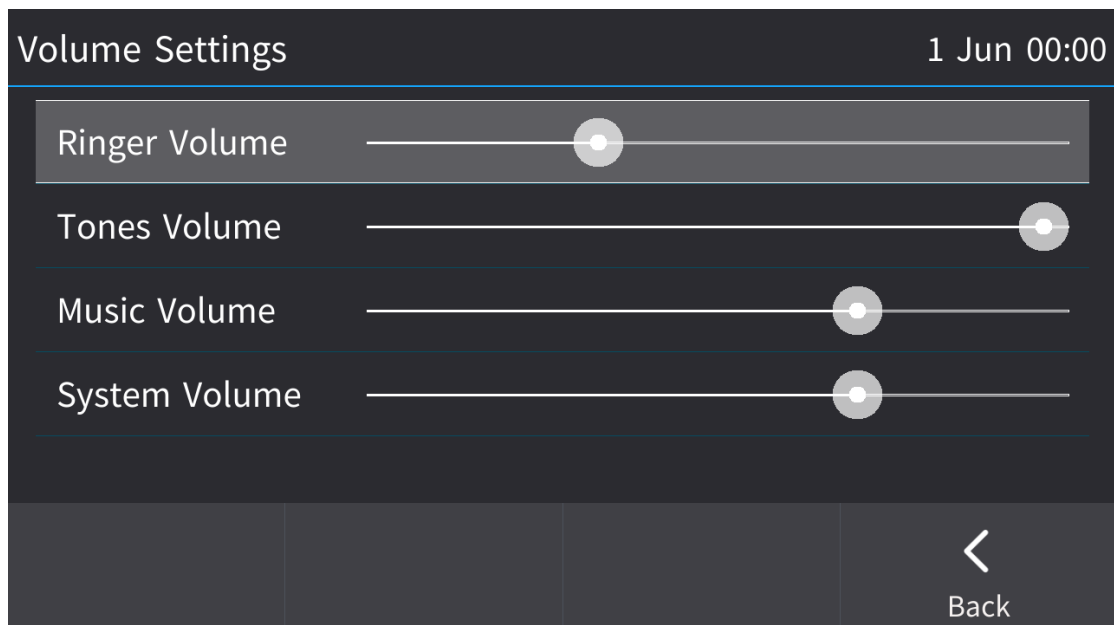 Volume Settings 1 Jun 00:00
Ringer Volume
Tones Volume
Music Volume
System Volume
Back